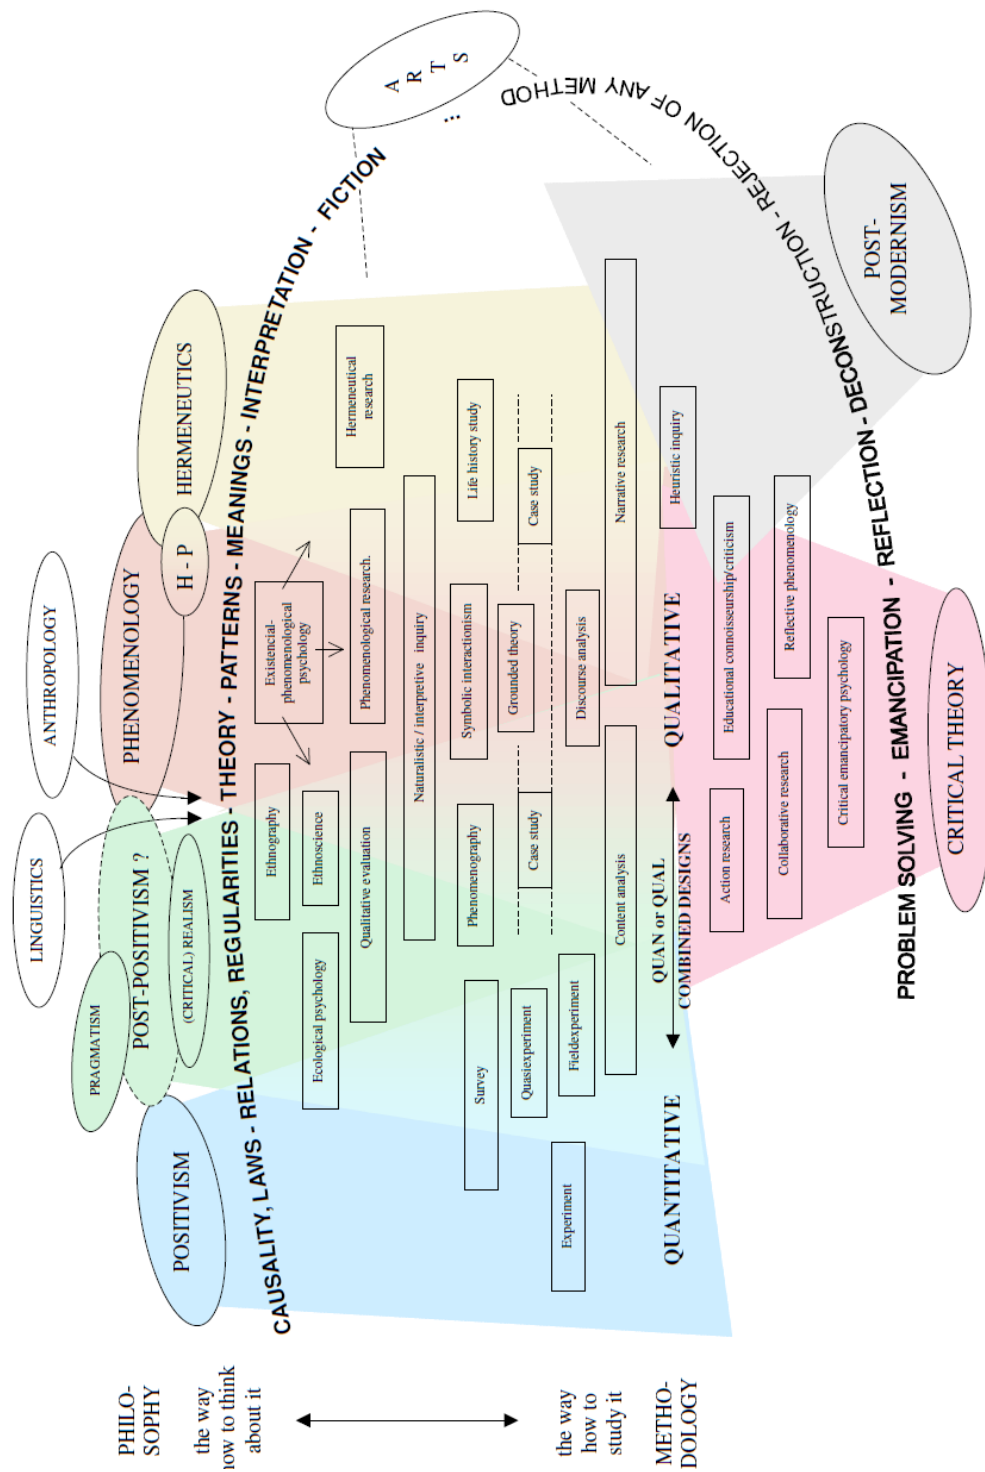 LINGUISTICS
ANTHROPOLOGY
PRAGMATISM
POST-POSITIVISM ?
PHENOMENOLOGY
POSITIVISM
(CRITICAL) REALISM
H - P
HERMENEUTICS
A
R
T
S
...
PHILO-
SOPHY
the way
how to think
about it
the way
how to
study it
METHO-
DOLOGY
CAUSALITY, LAWS - RELATIONS, REGULARITIES - THEORY - PATTERNS - MEANINGS - INTERPRETATION - FICTION
Ethnography
Existencial-
phenomenological
psychology
Ecological psychology
Ethnoscience
Hermeneutical
research
Qualitative evaluation
Phenomenological research.
Naturalistic / interpretive inquiry
Survey
Phenomenography
Symbolic interactionism
Life history study
Quasiexperiment
Case study
Grounded theory
Case study
Experiment
Fieldexperiment
Discourse analysis
Content analysis
Narrative research
QUANTITATIVE
QUAN or QUAL
COMBINED DESIGNS
QUALITATIVE
Heuristic inquiry
Action research
Educational connoisseurship/criticism
Collaborative research
Reflective phenomenology
Critical emancipatory psychology
PROBLEM SOLVING - EMANCIPATION - REFLECTION - DECONSTRUCTION - REJECTION OF ANY METHOD
CRITICAL THEORY
POST-
MODERNISM